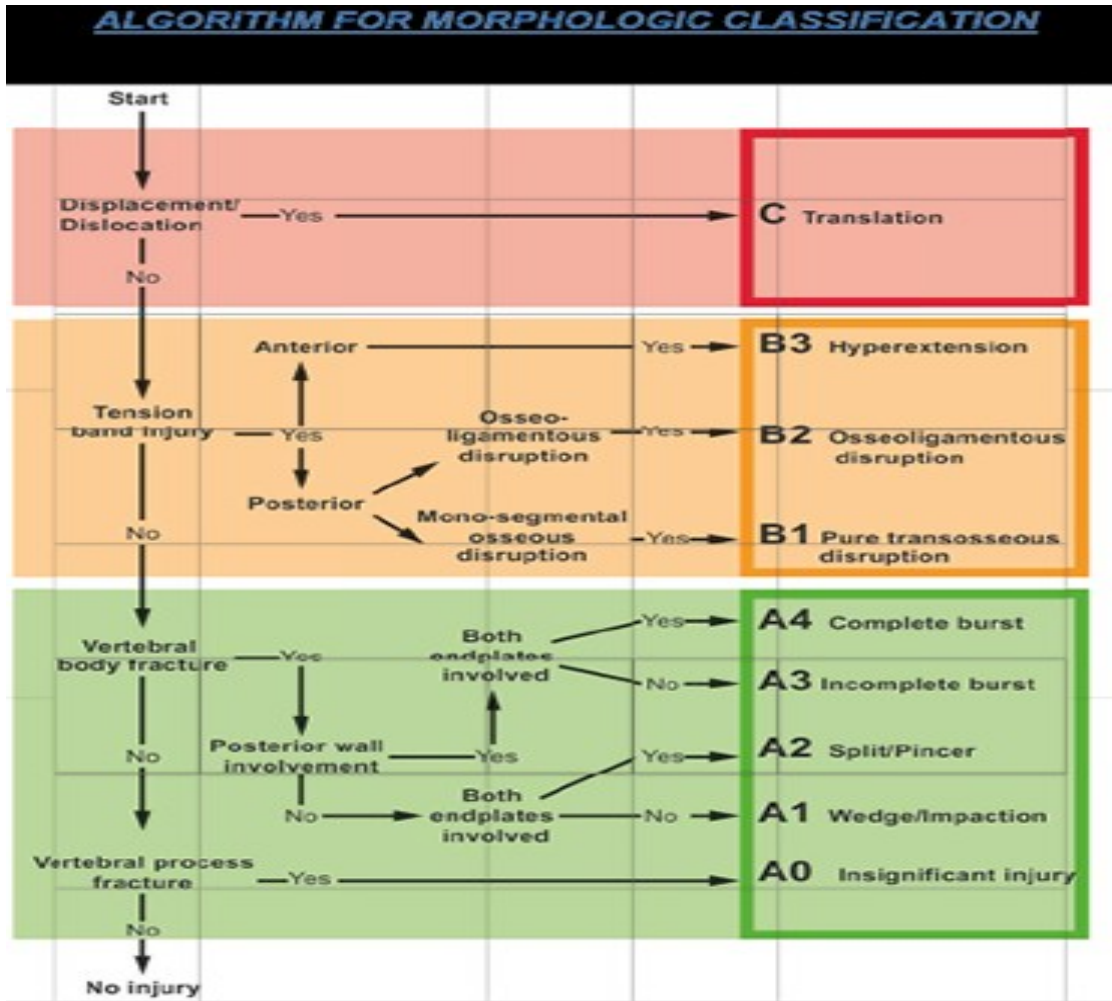 ALGORITHM FOR MORPHOLOGIC CLASSIFICATION
Start
Displacement/
Dislocation
Yes
C Translation
No
Anterior
Yes
B3 Hyperextension
Tension
band injury
Yes
Osseo-
ligamentous
disruption
Yes
B2 Osseoligamentous
disruption
Posterior
Mono-segmental
osseous
disruption
Yes
B1 Pure transosseous
disruption
No
Vertebral
body fracture
Yes
Both
endplates
involved
Yes
A4 Complete burst
No
A3 Incomplete burst
No
Posterior wall
involvement
Yes
Yes
A2 Split/Pincer
No
Both
endplates
involved
No
A1 Wedge/Impaction
Vertebral process
fracture
Yes
A0 Insignificant injury
No
No injury